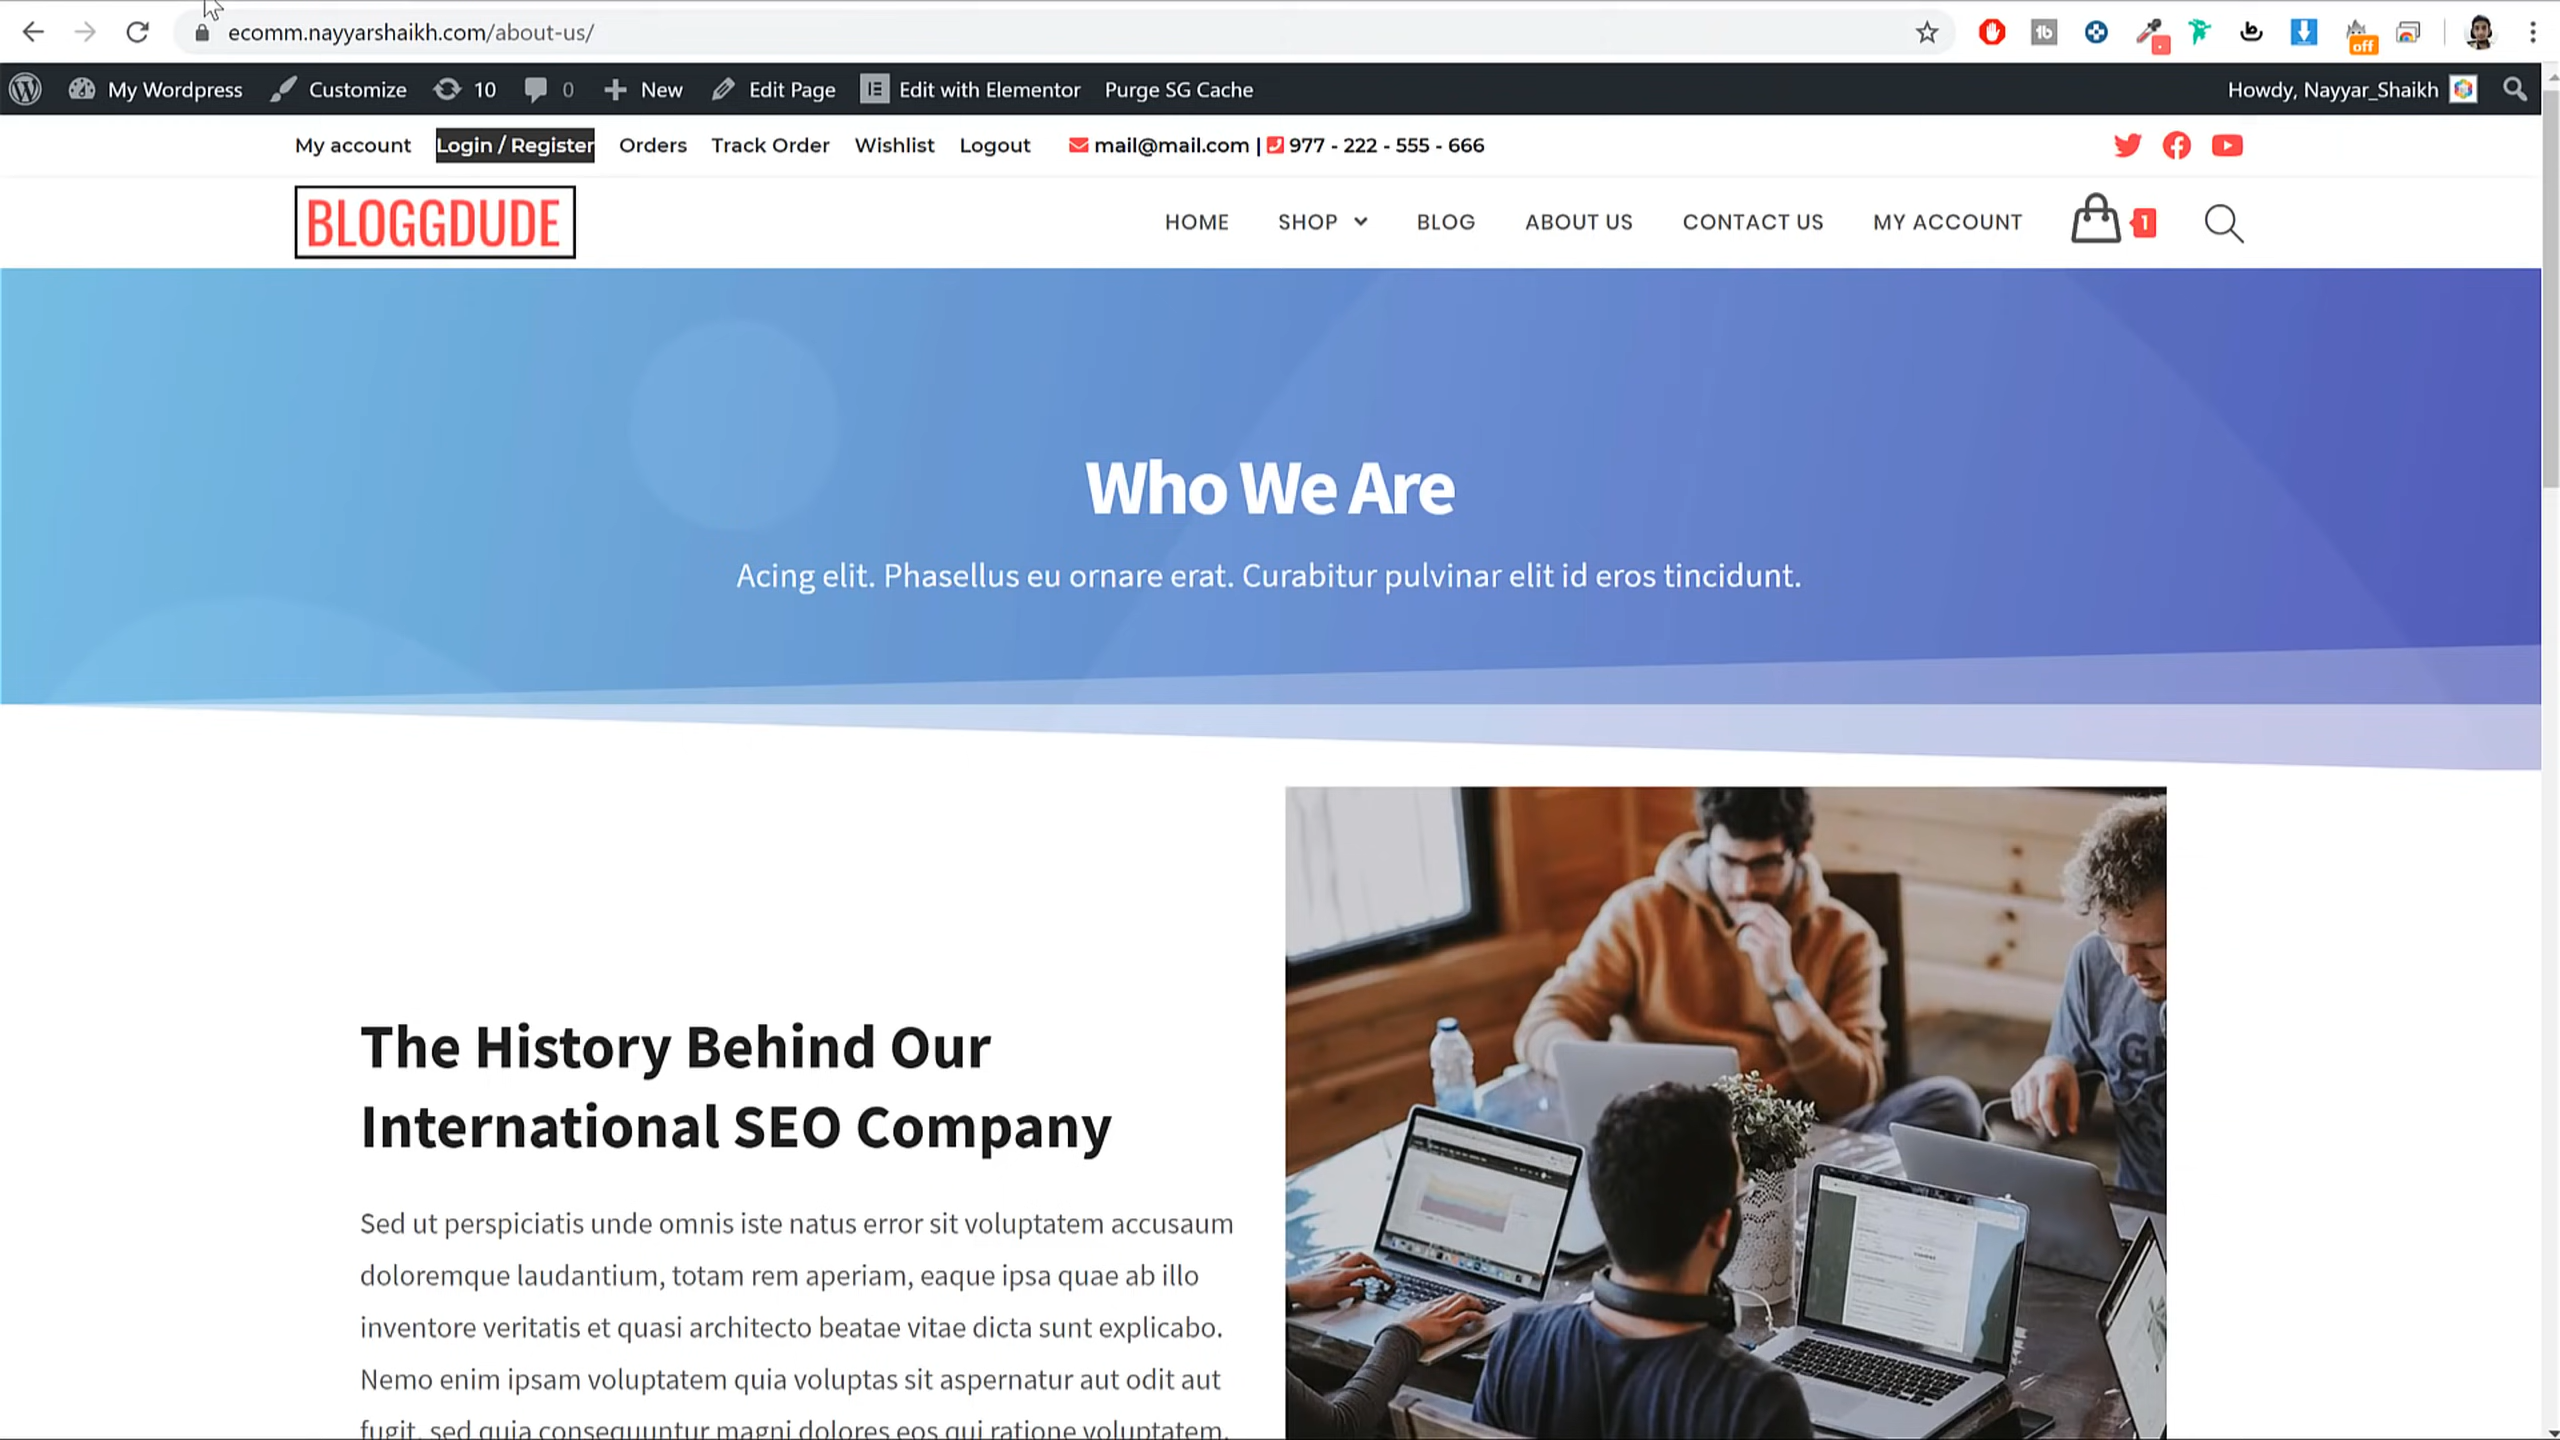 ecomm.nayyarshaikh.com/about-us/
off
My Wordpress Customize 10 0 New Edit Page Edit with Elementor Purge SG Cache Howdy, Nayyar_Shaikh
My account Login / Register Orders Track Order Wishlist Logout mail@mail.com | 977 - 222 - 555 - 666
BLOGGDUDE
HOME SHOP BLOG ABOUT US CONTACT US MY ACCOUNT 1
Who We Are
Acing elit. Phasellus eu ornare erat. Curabitur pulvinar elit id eros tincidunt.
The History Behind Our
International SEO Company
Sed ut perspiciatis unde omnis iste natus error sit voluptatem accusaum
doloremque laudantium, totam rem aperiam, eaque ipsa quae ab illo
inventore veritatis et quasi architecto beatae vitae dicta sunt explicabo.
Nemo enim ipsam voluptatem quia voluptas sit aspernatur aut odit aut
fugit, sed quia consequuntur magni dolores eos qui ratione voluptatem.